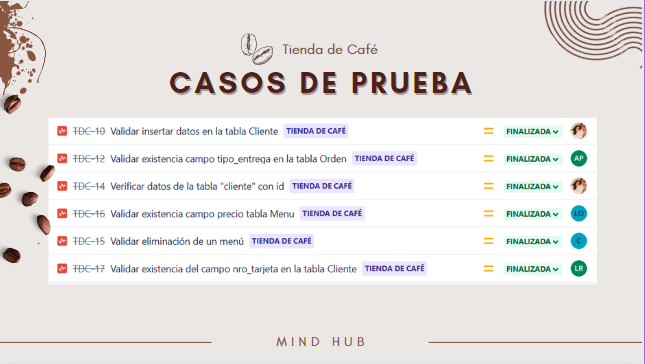 Tienda de Café
CASOS DE PRUEBA
TDC-10 Validar insertar datos en la tabla Cliente TIENDA DE CAFÉ FINALIZADA
TDC-12 Validar existencia campo tipo_entrega en la tabla Orden TIENDA DE CAFÉ FINALIZADA AP
TDC-14 Verificar datos de la tabla "cliente" con id TIENDA DE CAFÉ FINALIZADA
TDC-16 Validar existencia campo precio tabla Menu TIENDA DE CAFÉ FINALIZADA LO
TDC-15 Validar eliminación de un menú TIENDA DE CAFÉ FINALIZADA C
TDC-17 Validar existencia del campo nro_tarjeta en la tabla Cliente TIENDA DE CAFÉ FINALIZADA LR
MIND HUB